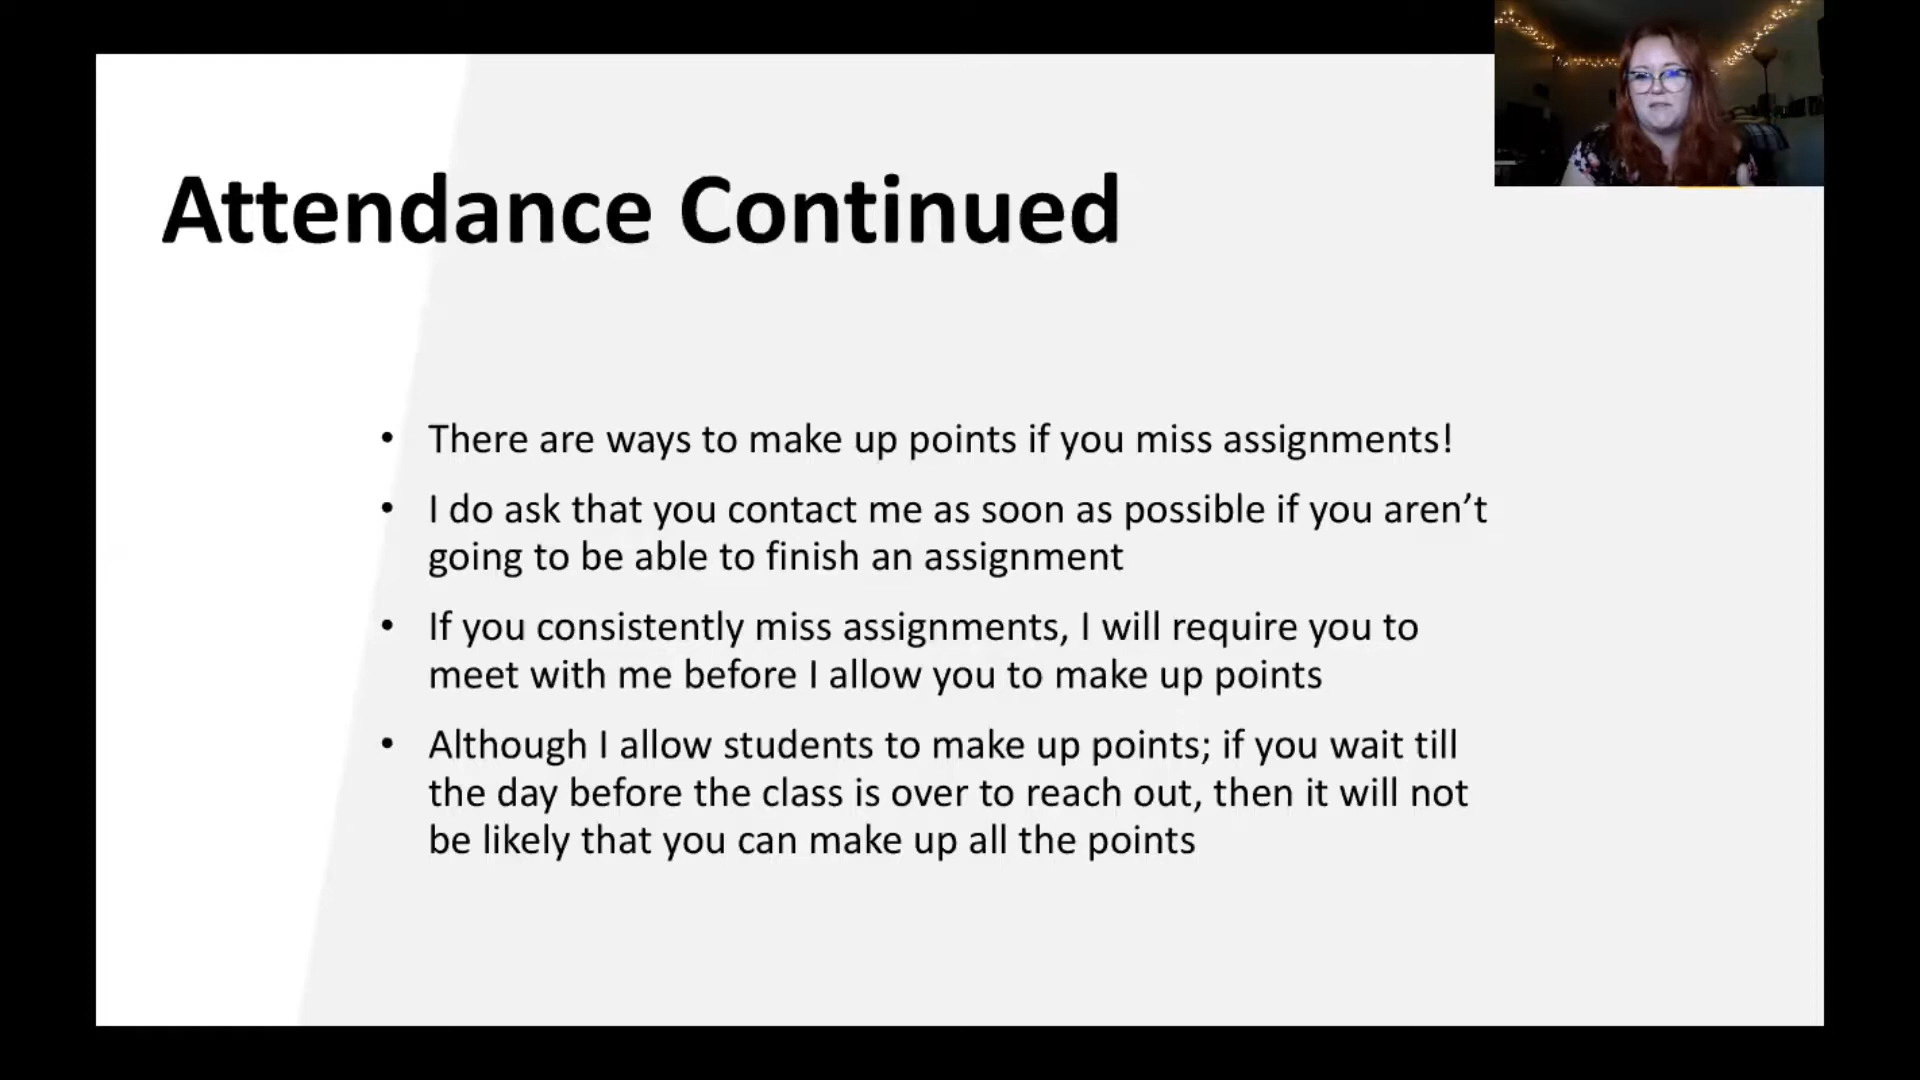 Attendance Continued
• There are ways to make up points if you miss assignments!
• I do ask that you contact me as soon as possible if you aren’t
going to be able to finish an assignment
• If you consistently miss assignments, I will require you to
meet with me before I allow you to make up points
• Although I allow students to make up points; if you wait till
the day before the class is over to reach out, then it will not
be likely that you can make up all the points